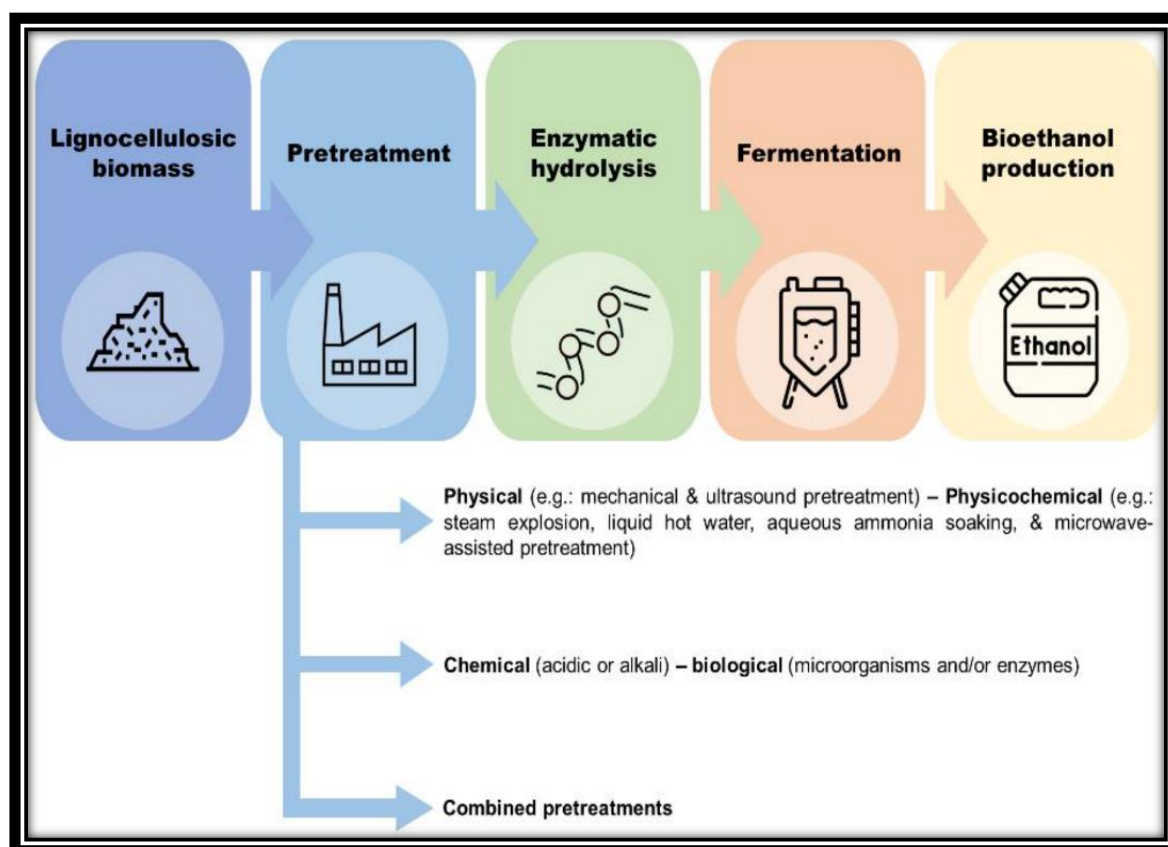 Lignocellulosic
biomass
Pretreatment
Enzymatic
hydrolysis
Fermentation
Bioethanol
production
Ethanol
Physical (e.g.: mechanical & ultrasound pretreatment) – Physicochemical (e.g.:
steam explosion, liquid hot water, aqueous ammonia soaking, & microwave-
assisted pretreatment)
Chemical (acidic or alkali) – biological (microorganisms and/or enzymes)
Combined pretreatments